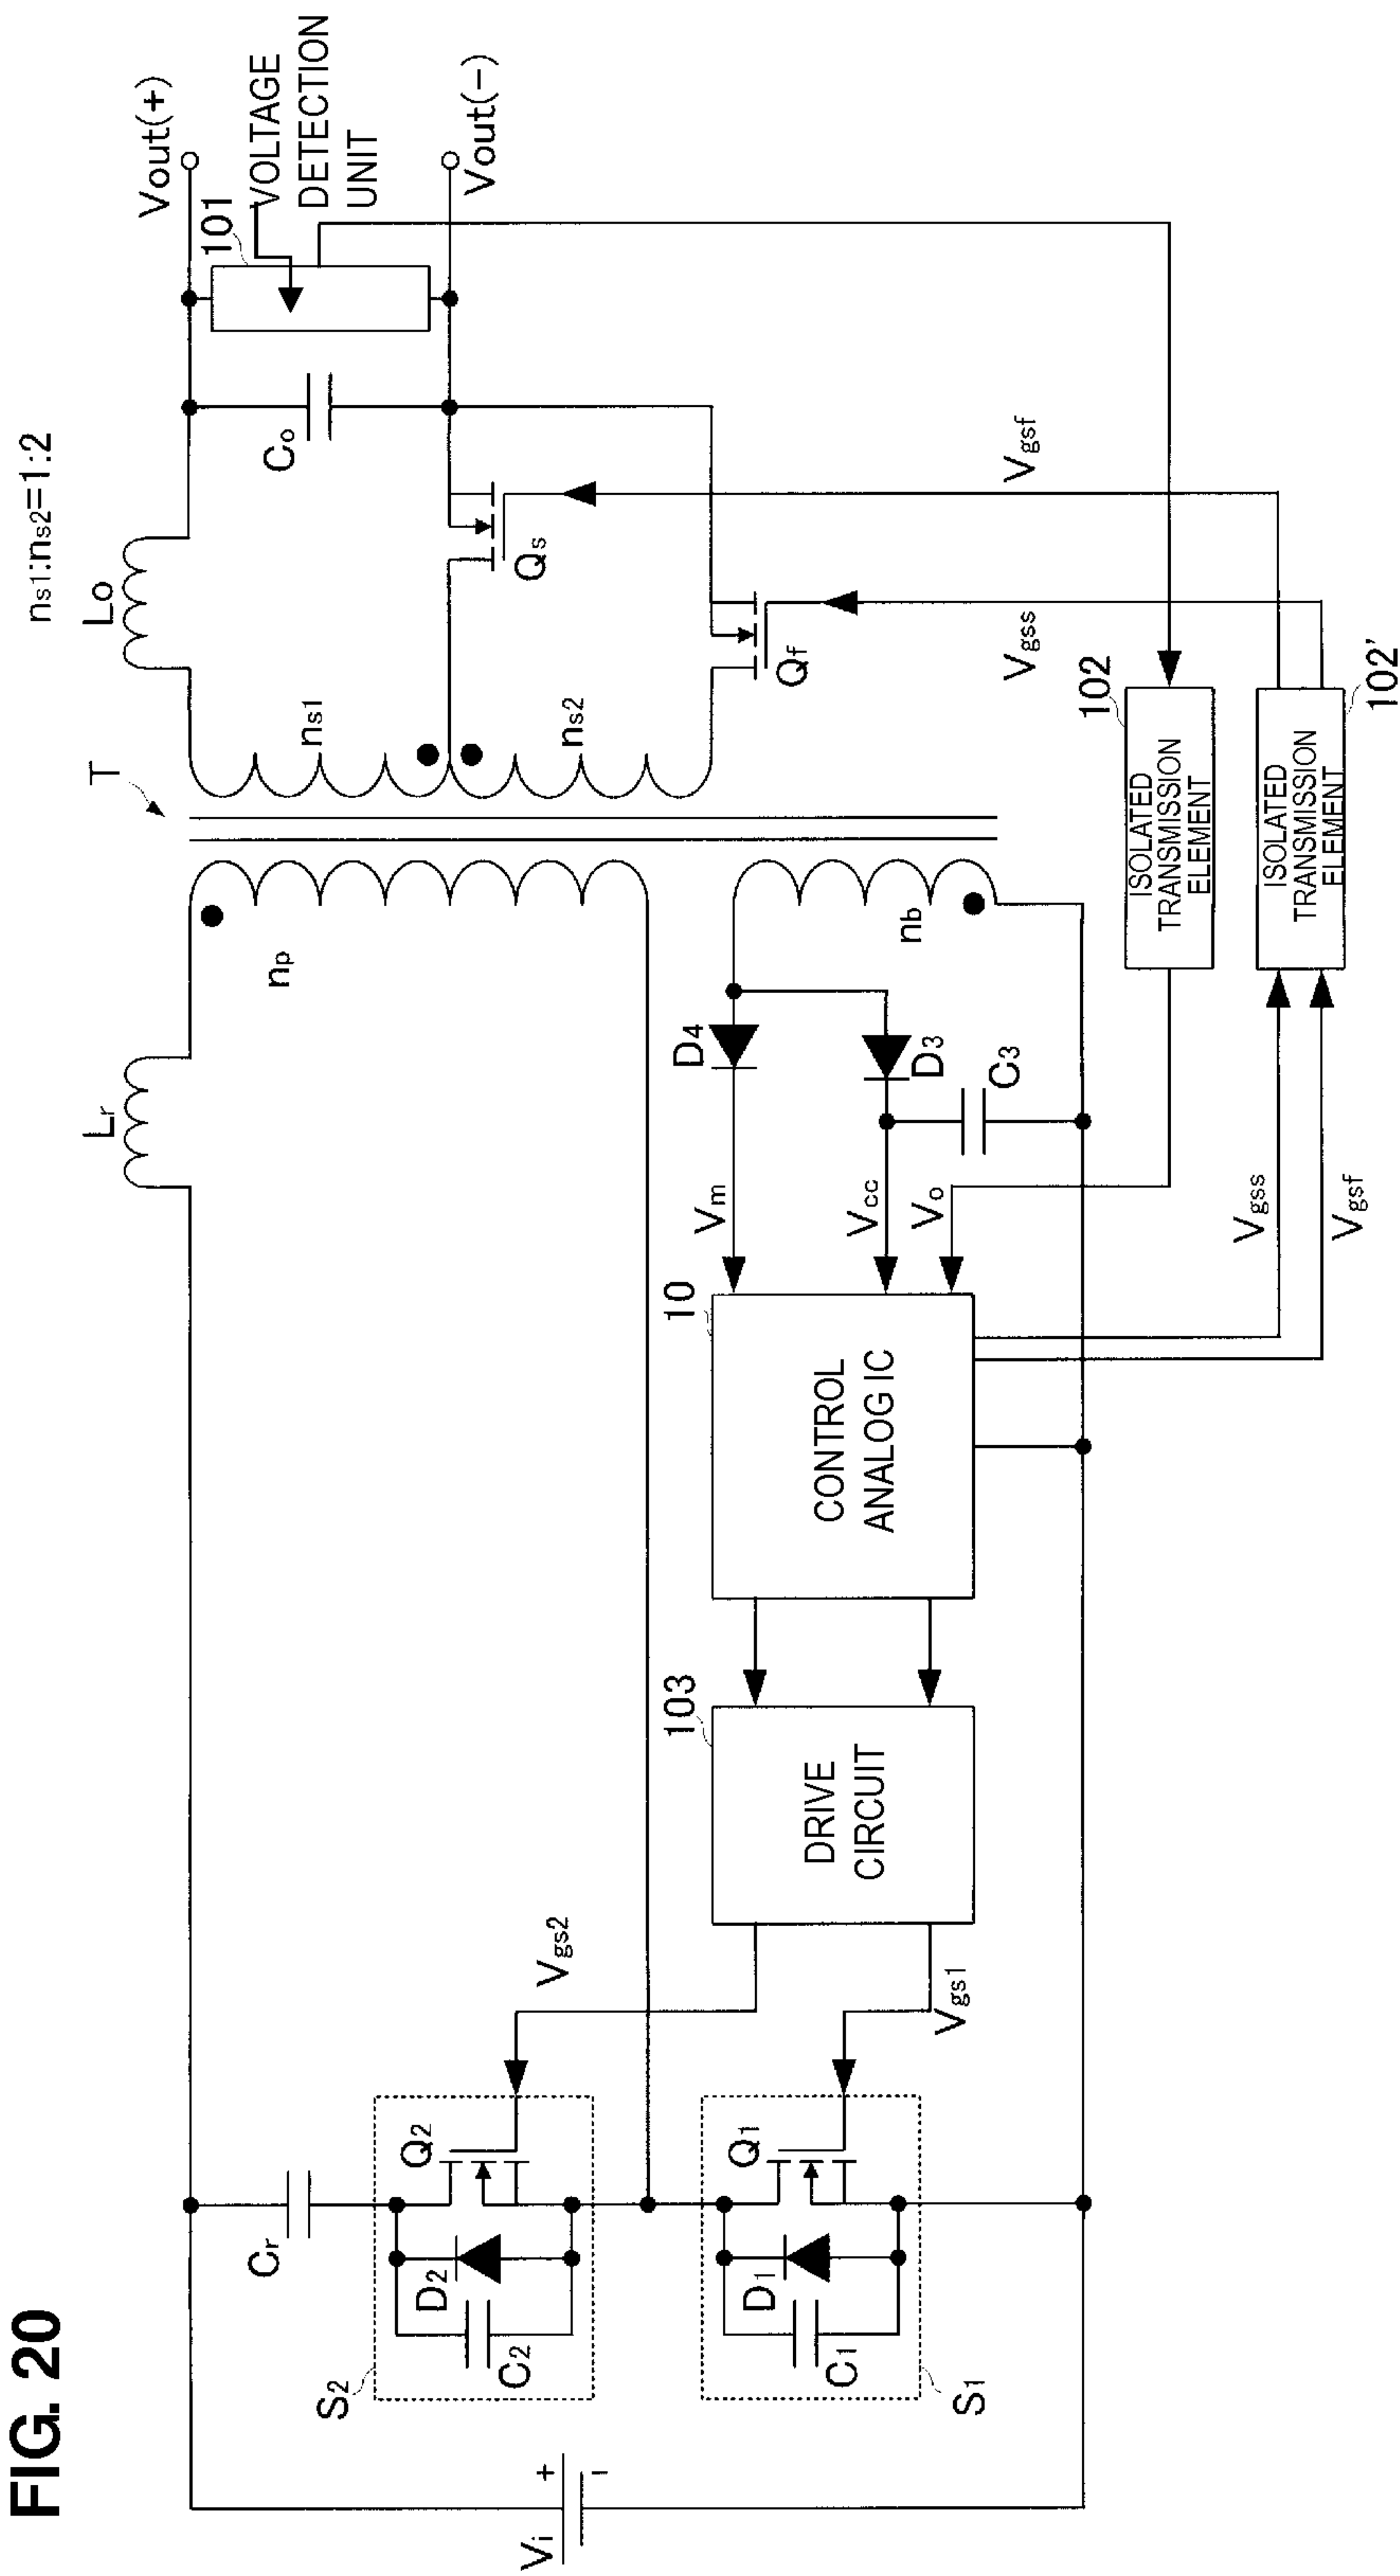 FIG. 20
ns1:ns2=1:2
Lr
Lo
T
Vout(+)
101
VOLTAGE
DETECTION
UNIT
Vout(-)
Co
np
ns1
ns2
Qs
Qf
Cr
S2
Q2
D2
C2
Vgs2
Vi
+
-
S1
Q1
D1
C1
Vgs1
103
DRIVE
CIRCUIT
10
CONTROL
ANALOG IC
Vm
Vcc
Vo
D4
D3
C3
nb
Vgss
Vgsf
102
ISOLATED
TRANSMISSION
ELEMENT
Vgss
Vgsf
102'
ISOLATED
TRANSMISSION
ELEMENT